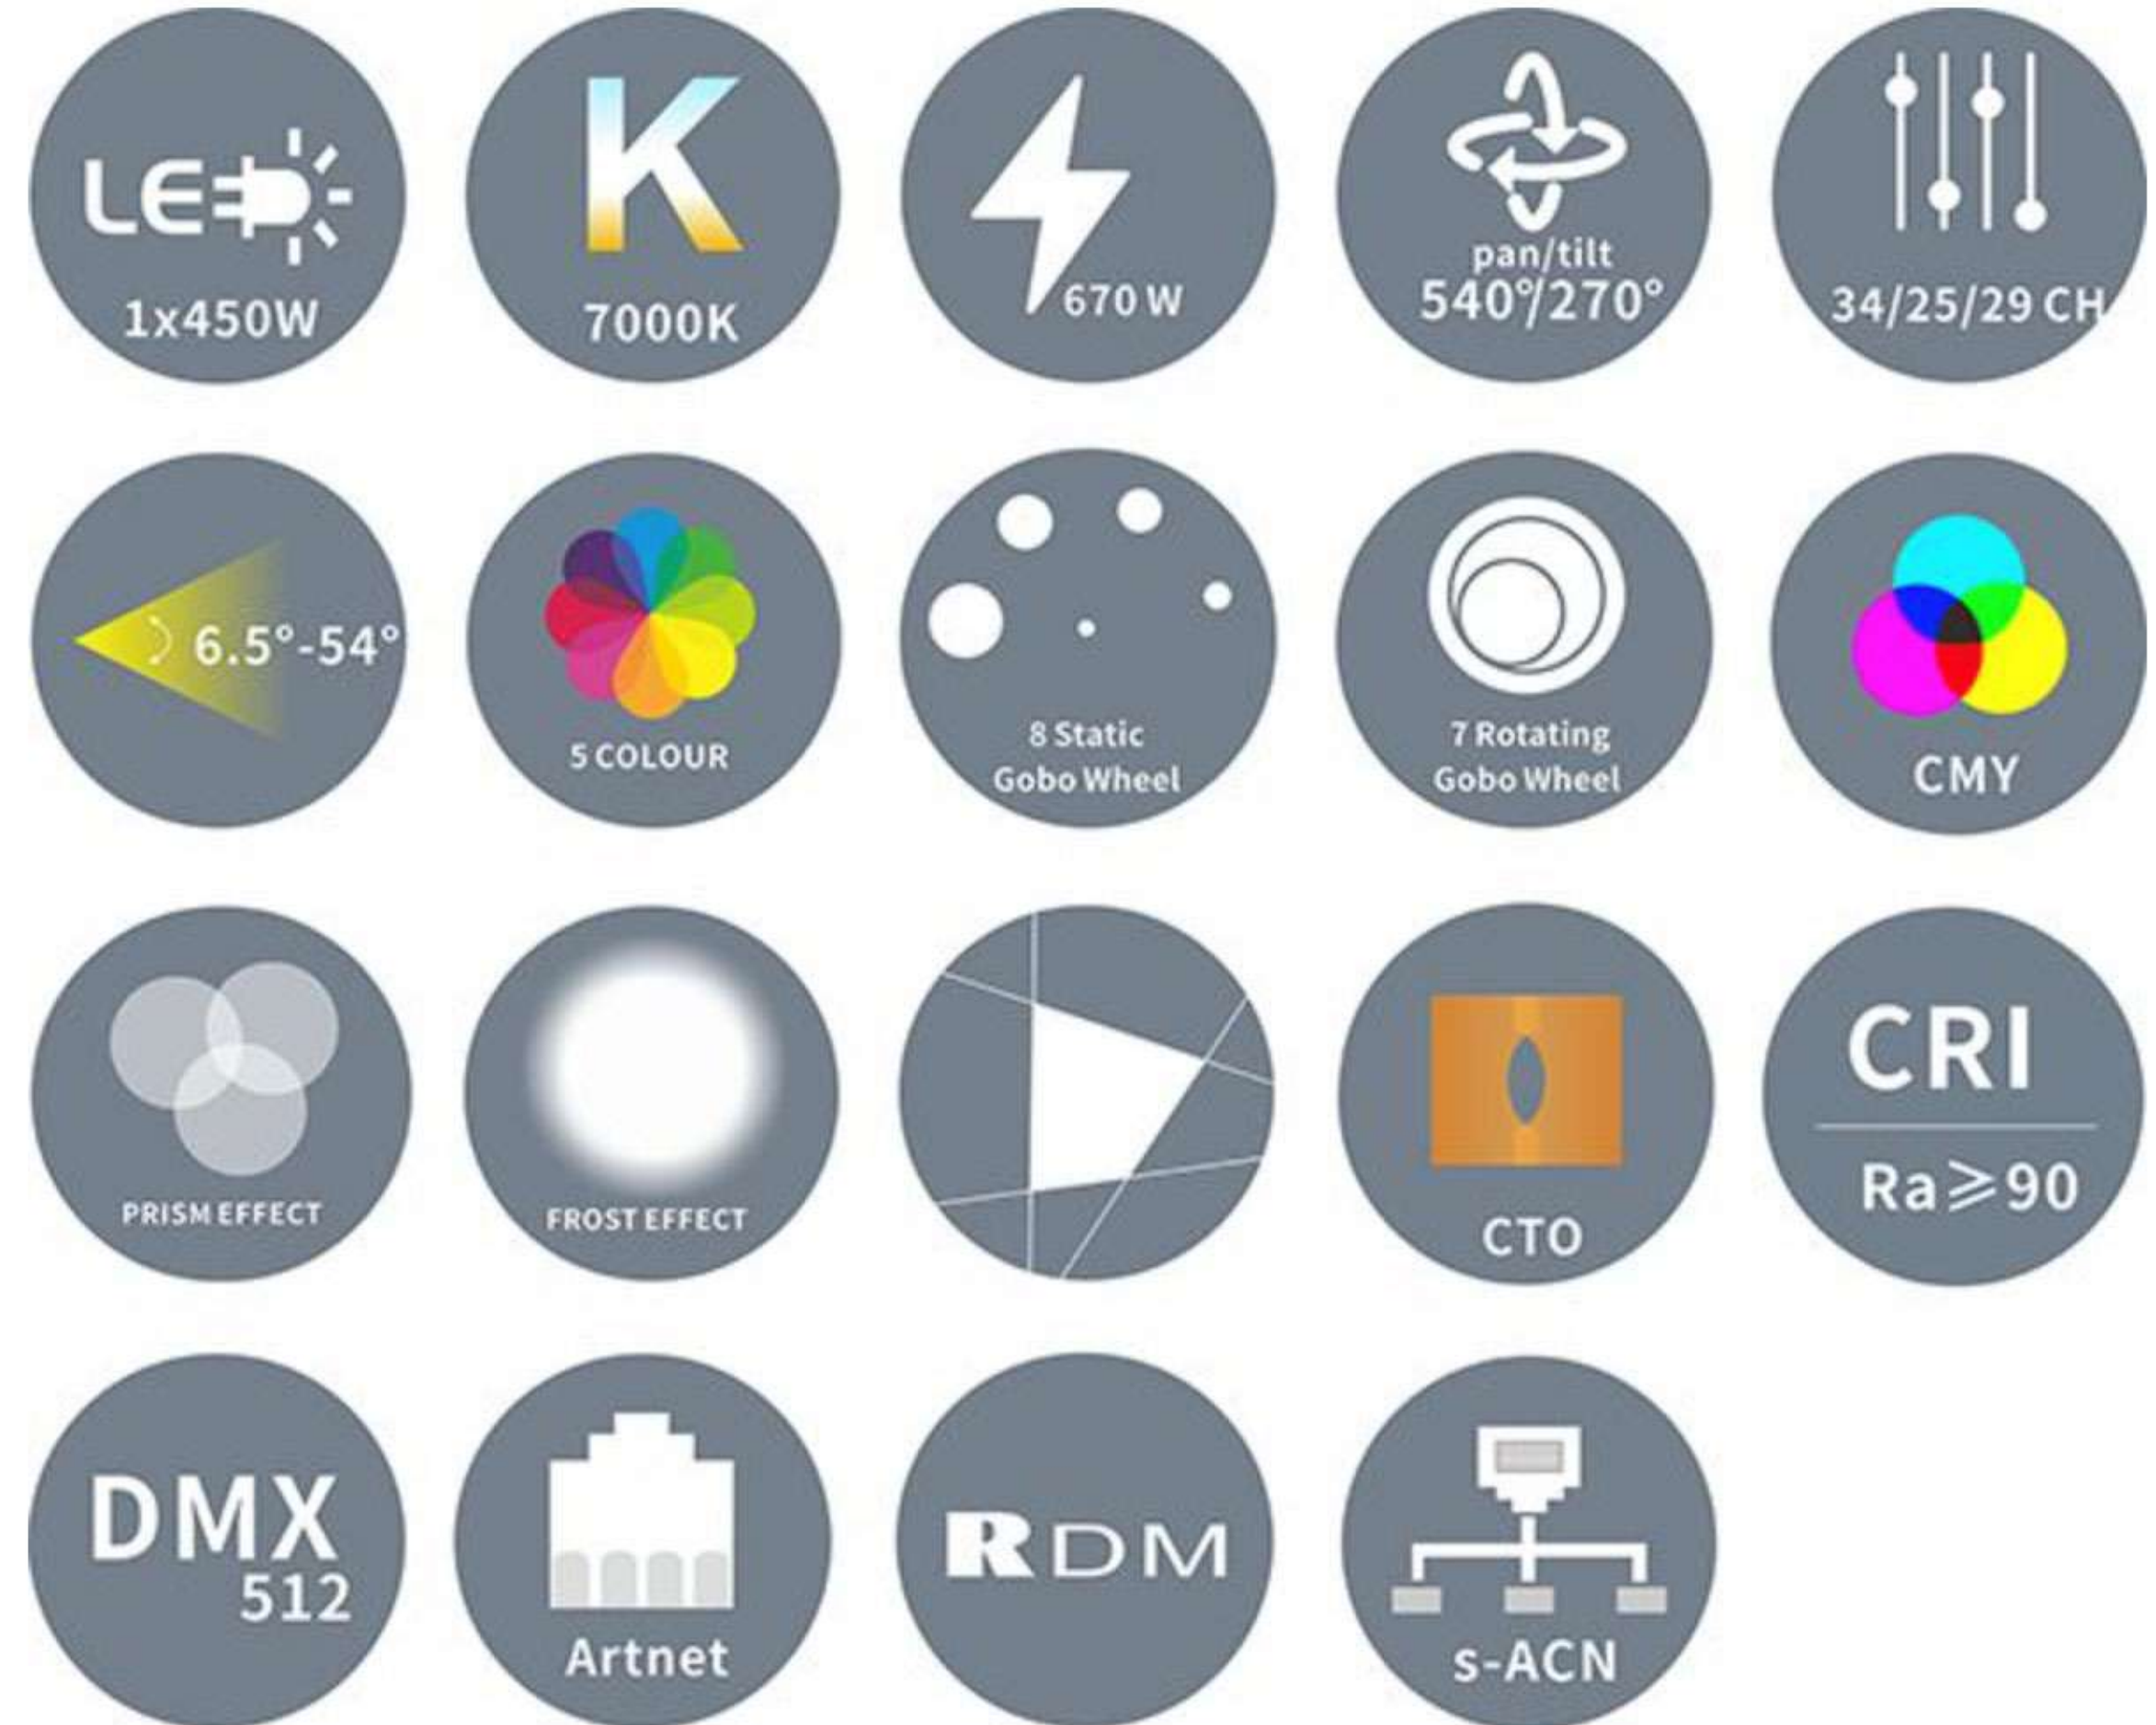 LED
1x450W
K
7000K
670 W
pan/tilt
540°/270°
34/25/29 CH
6.5°-54°
5 COLOUR
8 Static
Gobo Wheel
7 Rotating
Gobo Wheel
CMY
PRISM EFFECT
FROST EFFECT
CTO
CRI
Ra⩾90
DMX
512
Artnet
RDM
s-ACN